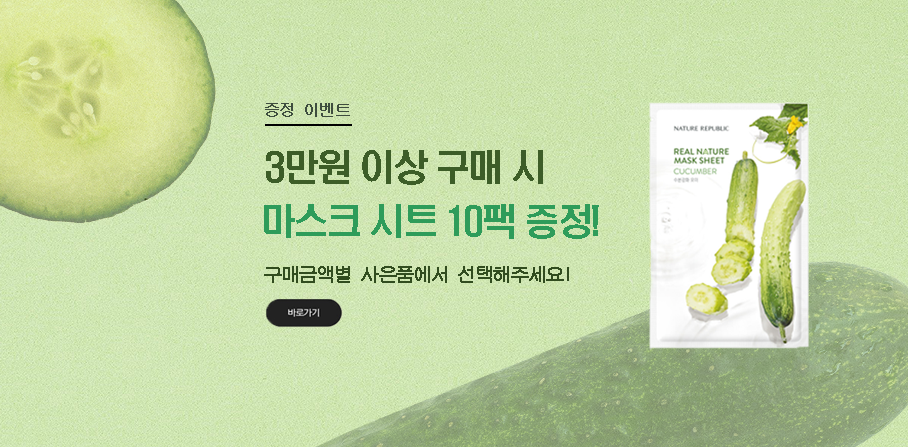 증정 이벤트
3만원 이상 구매 시
마스크 시트 10팩 증정!
구매금액별 사은품에서 선택해주세요!
바로가기
NATURE REPUBLIC
REAL NATURE
MASK SHEET
CUCUMBER